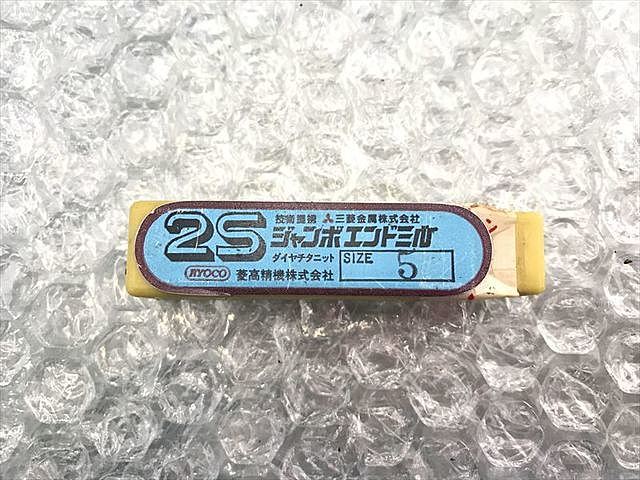 2S
技術提携 三菱金属株式会社
ジャンボエンドミル
ダイヤチタニット
SIZE 5
RYOCO 菱高精機株式会社